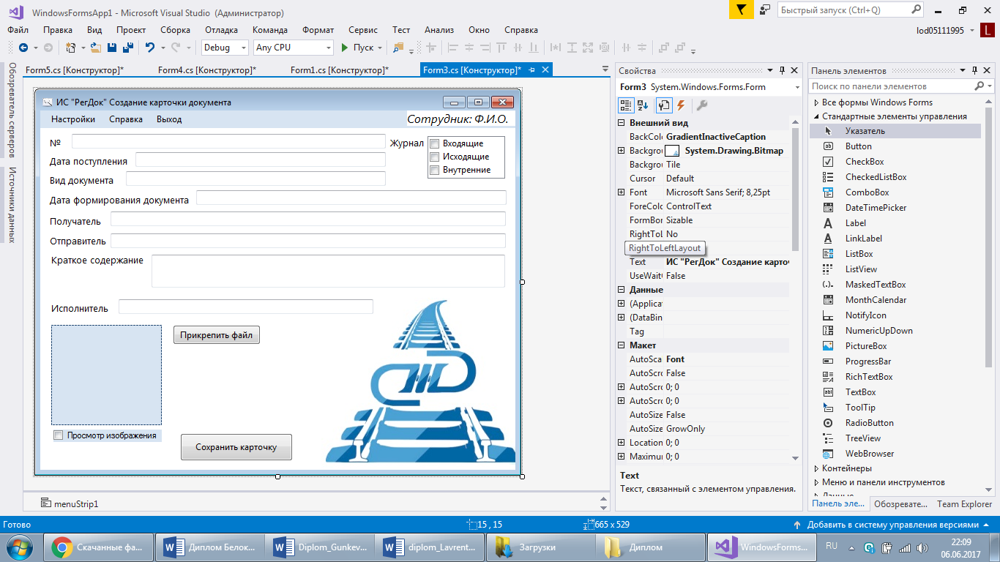 WindowsFormsApp1 - Microsoft Visual Studio (Администратор)
Быстрый запуск (Ctrl+Q)
Файл Правка Вид Проект Сборка Отладка Команда Формат Сервис Тест Анализ Окно Справка
lod05111995 L
Debug Any CPU Пуск
Обозреватель серверов
Источники данных
Form5.cs [Конструктор]* Form4.cs [Конструктор]* Form1.cs [Конструктор]* Form3.cs [Конструктор]*
ИС "РегДок" Создание карточки документа
Настройки Справка Выход Сотрудник: Ф.И.О.
№ Журнал Входящие
Исходящие
Внутренние
Дата поступления
Вид документа
Дата формирования документа
Получатель
Отправитель
Краткое содержание
Исполнитель
Прикрепить файл
Просмотр изображения
Сохранить карточку
menuStrip1
Свойства
Form3 System.Windows.Forms.Form
Внешний вид
BackColo GradientInactiveCaption
Backgrou System.Drawing.Bitmap
Backgrou Tile
Cursor Default
Font Microsoft Sans Serif; 8,25pt
ForeColo ControlText
FormBor Sizable
RightToL No
RightToLeftLayout
Text ИС "РегДок" Создание карточ
UseWait( False
Данные
(Applicat
(DataBin
Tag
Макет
AutoScal Font
AutoScro False
AutoScro 0; 0
AutoScro 0; 0
AutoSize False
AutoSize GrowOnly
Location 0; 0
Maximun 0; 0
Text
Текст, связанный с элементом управления.
Панель элементов
Поиск по панели элементов
Все формы Windows Forms
Стандартные элементы управления
Указатель
Button
CheckBox
CheckedListBox
ComboBox
DateTimePicker
Label
LinkLabel
ListBox
ListView
MaskedTextBox
MonthCalendar
NotifyIcon
NumericUpDown
PictureBox
ProgressBar
RichTextBox
TextBox
ToolTip
RadioButton
TreeView
WebBrowser
Контейнеры
Меню и панели инструментов
Данные
Панель эле... Обозревате... Team Explorer
Готово 15 , 15 665 x 529 Добавить в систему управления версиями
Скачанные фа... Диплом Белок... Diplom_Gunkev... diplom_Lavrent... Загрузки Диплом WindowsForms...
RU 22:09
06.06.2017